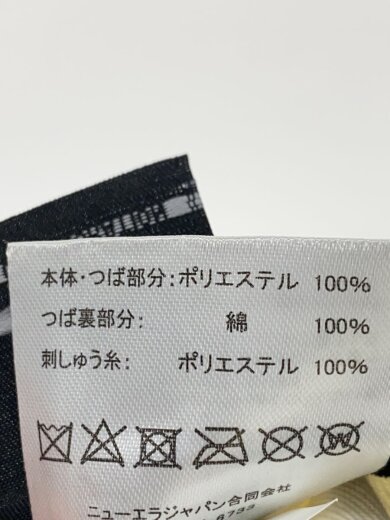 本体・つば部分:ポリエステル 100%
つば裏部分: 綿 100%
刺しゅう糸: ポリエステル 100%
ニューエラジャパン合同会社
6733